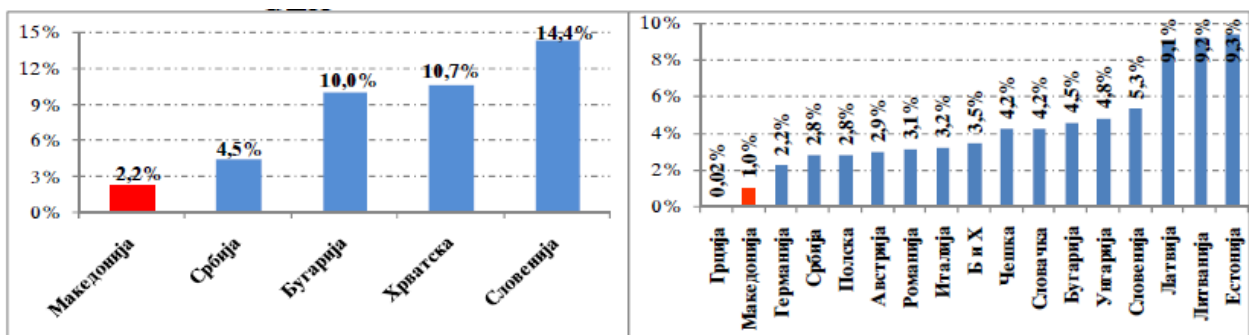 15%
12%
9%
6%
3%
0%
2,2%
4,5%
10,0%
10,7%
14,4%
Македонија
Србија
Бугарија
Хрватска
Словенија
10%
8%
6%
4%
2%
0%
0,02%
1,0%
2,2%
2,8%
2,8%
2,9%
3,1%
3,2%
3,5%
4,2%
4,2%
4,5%
4,8%
5,3%
9,1%
9,2%
9,3%
Грција
Македонија
Германија
Србија
Полска
Австрија
Романија
Италија
Б и Х
Чешка
Словачка
Бугарија
Унгарија
Словенија
Латвија
Литванија
Естонија